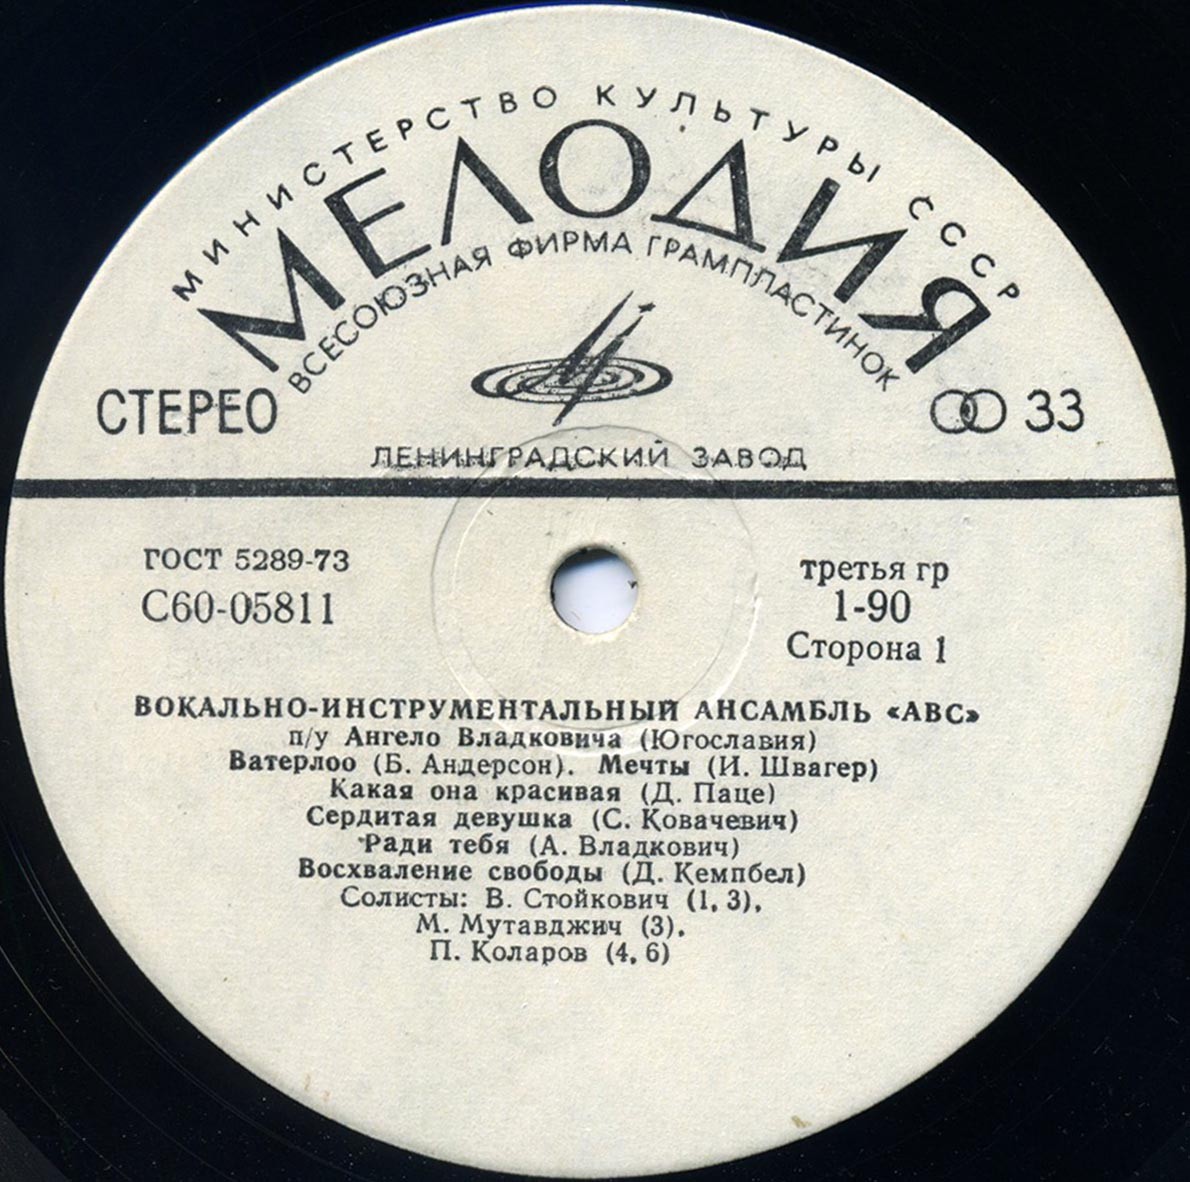 МИНИСТЕРСТВО КУЛЬТУРЫ СССР
МЕЛОДИЯ
ВСЕСОЮЗНАЯ ФИРМА ГРАМПЛАСТИНОК
СТЕРЕО
33
ЛЕНИНГРАДСКИЙ ЗАВОД
ГОСТ 5289-73
С60-05811
третья гр
1-90
Сторона 1
ВОКАЛЬНО-ИНСТРУМЕНТАЛЬНЫЙ АНСАМБЛЬ «АВС»
п/у Ангело Владковича (Югославия)
Ватерлоо (Б. Андерсон). Мечты (И. Швагер)
Какая она красивая (Д. Паце)
Сердитая девушка (С. Ковачевич)
Ради тебя (А. Владкович)
Восхваление свободы (Д. Кемпбел)
Солисты: В. Стойкович (1, 3),
М. Мутавджич (3),
П. Коларов (4, 6)